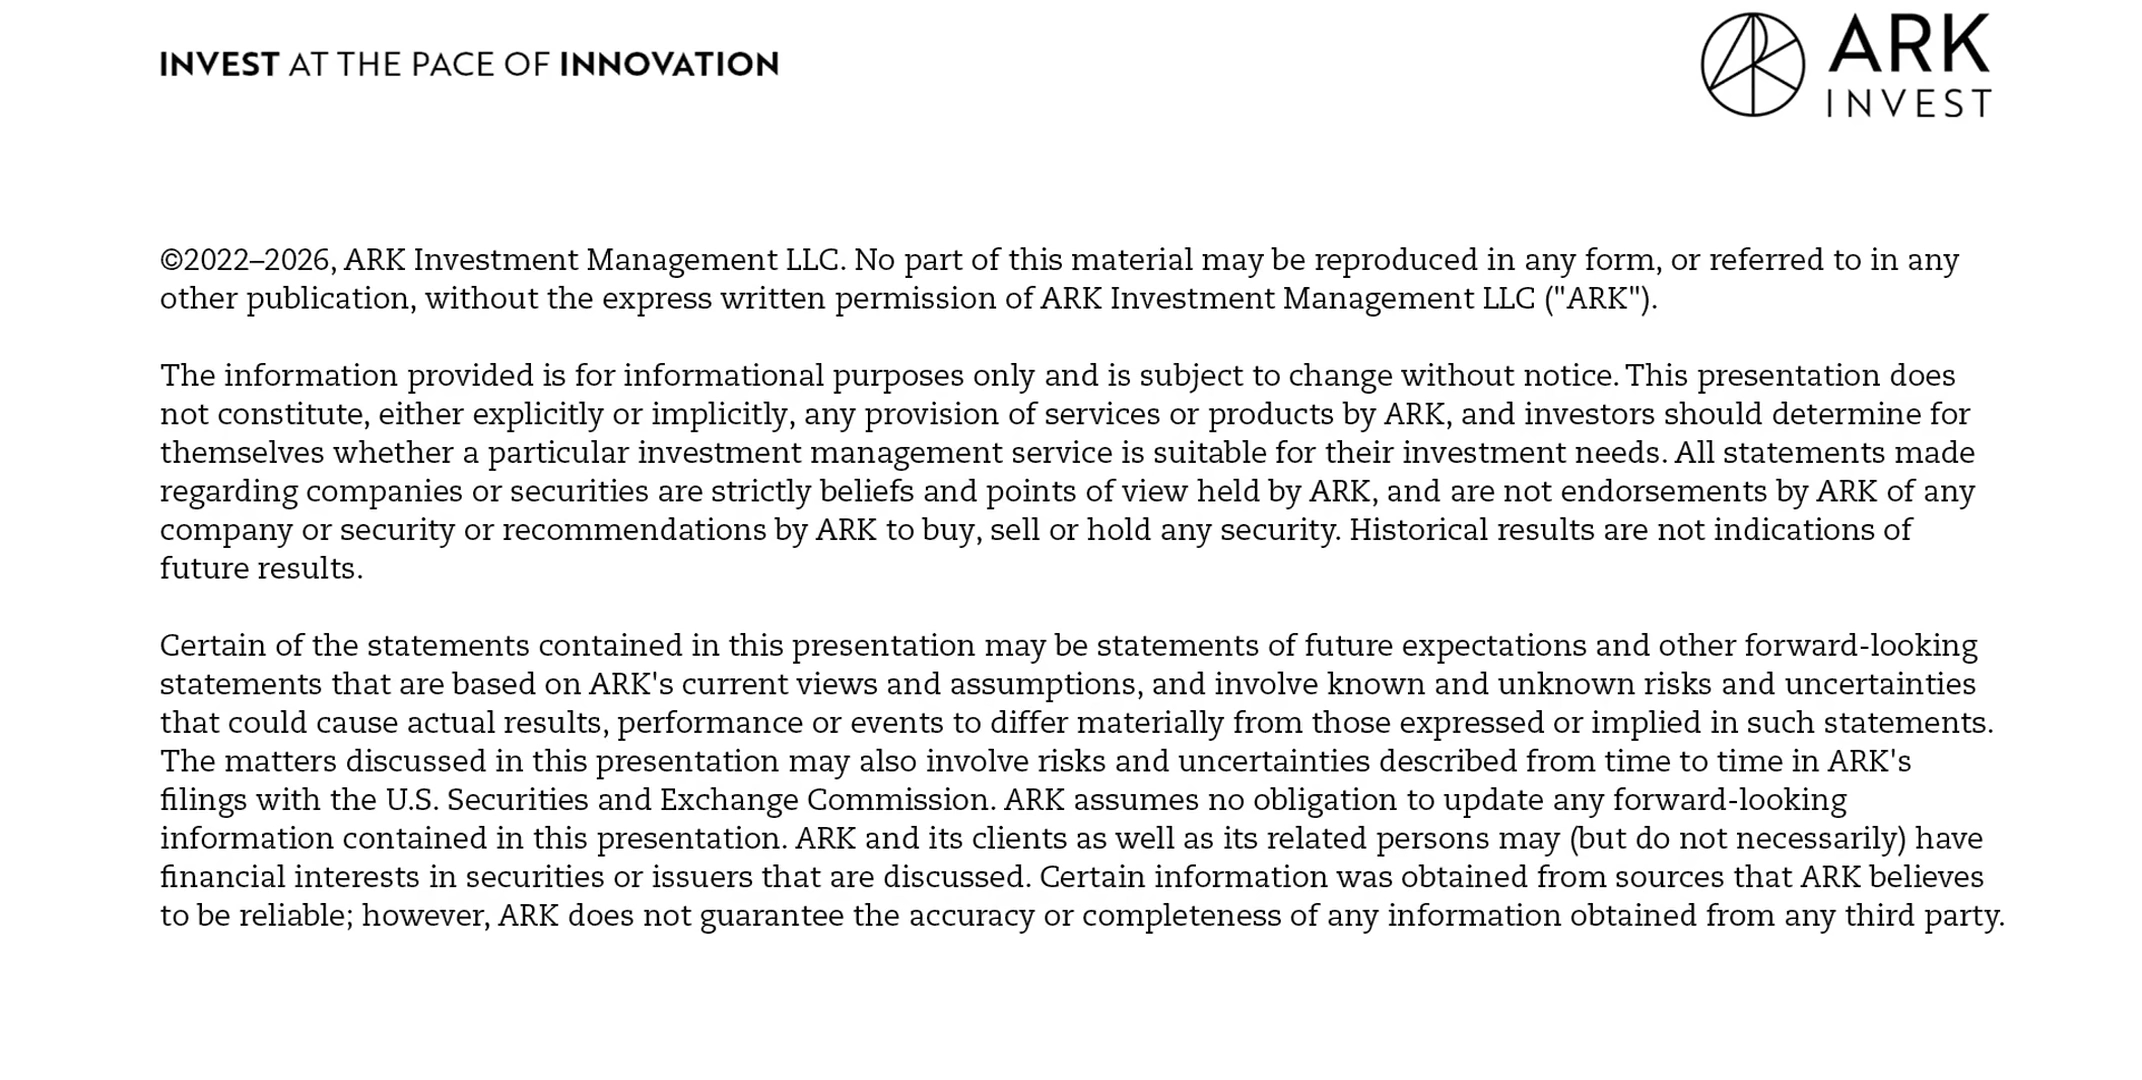 INVEST AT THE PACE OF INNOVATION
ARK
INVEST
©2022–2026, ARK Investment Management LLC. No part of this material may be reproduced in any form, or referred to in any
other publication, without the express written permission of ARK Investment Management LLC ("ARK").
The information provided is for informational purposes only and is subject to change without notice. This presentation does
not constitute, either explicitly or implicitly, any provision of services or products by ARK, and investors should determine for
themselves whether a particular investment management service is suitable for their investment needs. All statements made
regarding companies or securities are strictly beliefs and points of view held by ARK, and are not endorsements by ARK of any
company or security or recommendations by ARK to buy, sell or hold any security. Historical results are not indications of
future results.
Certain of the statements contained in this presentation may be statements of future expectations and other forward-looking
statements that are based on ARK's current views and assumptions, and involve known and unknown risks and uncertainties
that could cause actual results, performance or events to differ materially from those expressed or implied in such statements.
The matters discussed in this presentation may also involve risks and uncertainties described from time to time in ARK's
filings with the U.S. Securities and Exchange Commission. ARK assumes no obligation to update any forward-looking
information contained in this presentation. ARK and its clients as well as its related persons may (but do not necessarily) have
financial interests in securities or issuers that are discussed. Certain information was obtained from sources that ARK believes
to be reliable; however, ARK does not guarantee the accuracy or completeness of any information obtained from any third party.